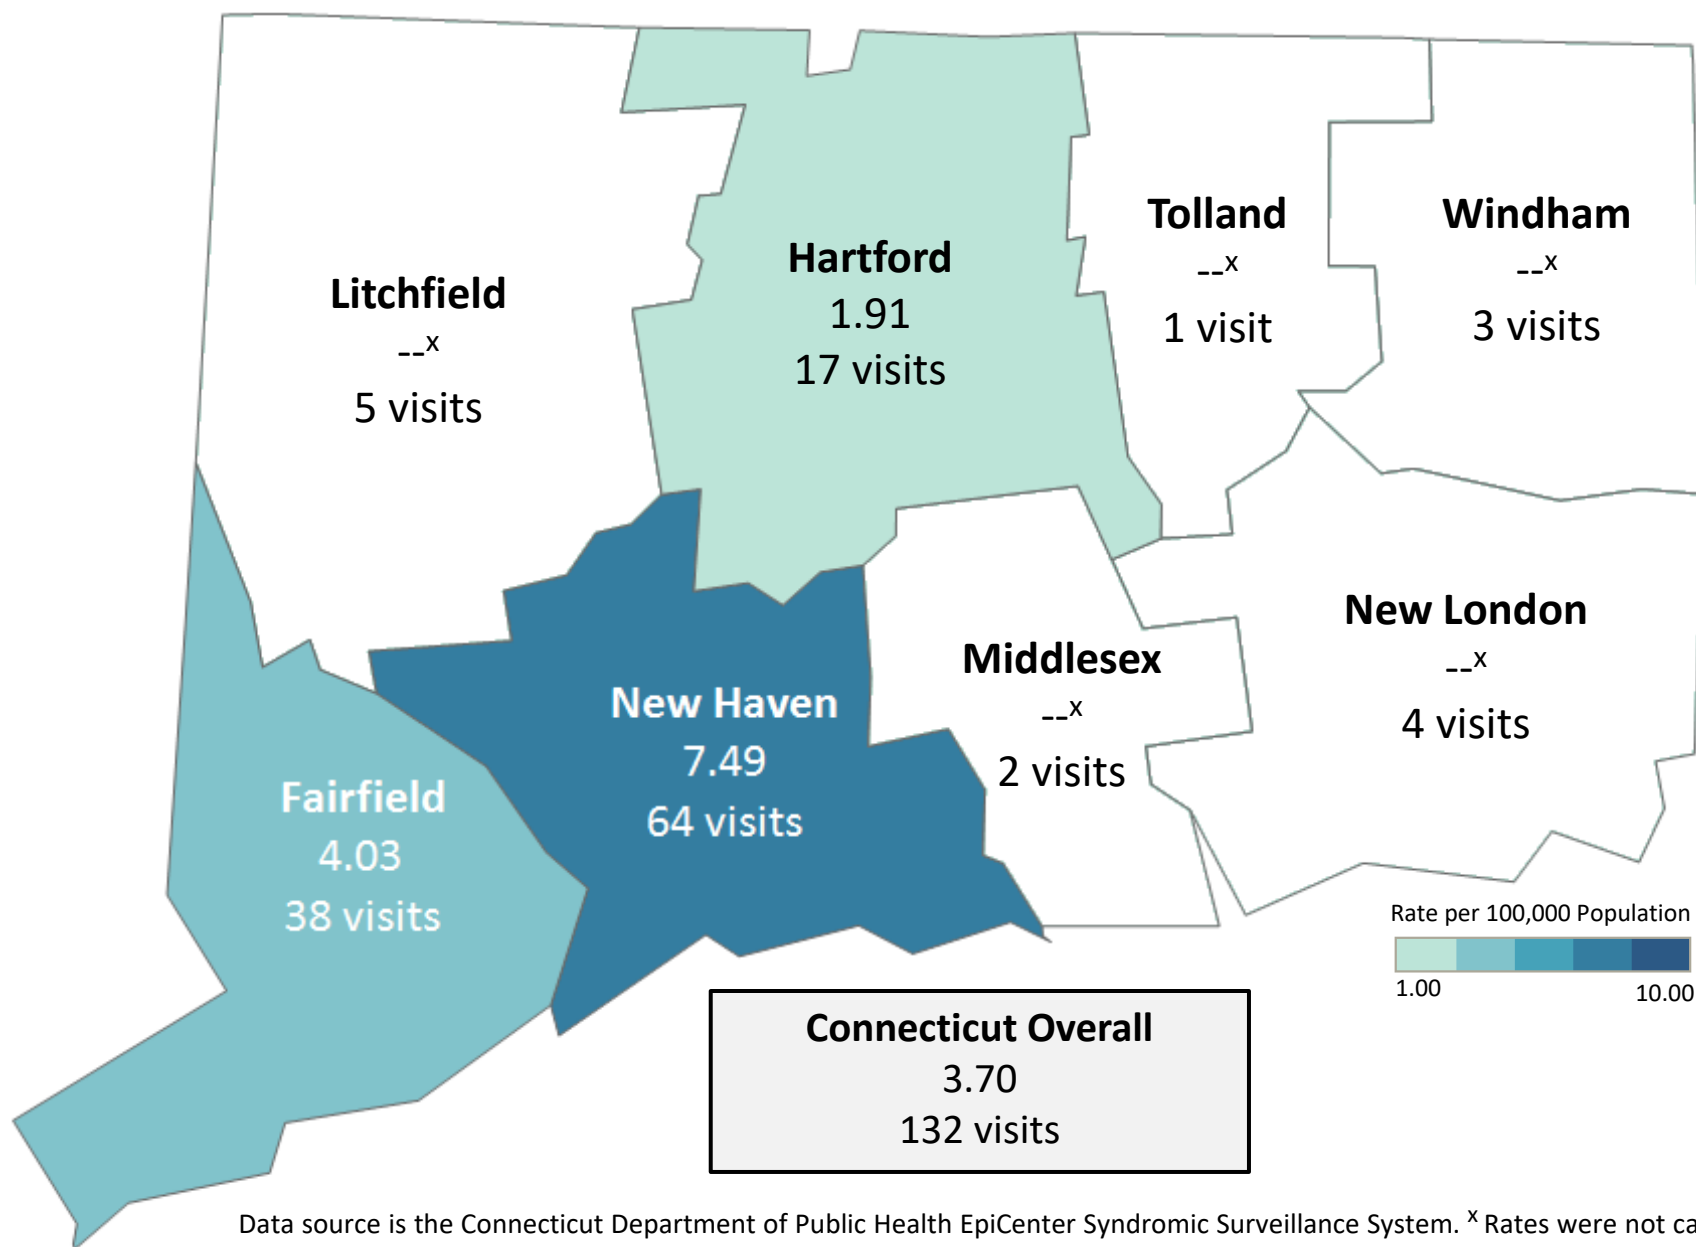 Litchfield
--x
5 visits
Hartford
1.91
17 visits
Tolland
--x
1 visit
Windham
--x
3 visits
Fairfield
4.03
38 visits
New Haven
7.49
64 visits
Middlesex
--x
2 visits
New London
--x
4 visits
Rate per 100,000 Population
1.00 10.00
Connecticut Overall
3.70
132 visits
Data source is the Connecticut Department of Public Health EpiCenter Syndromic Surveillance System. x Rates were not ca